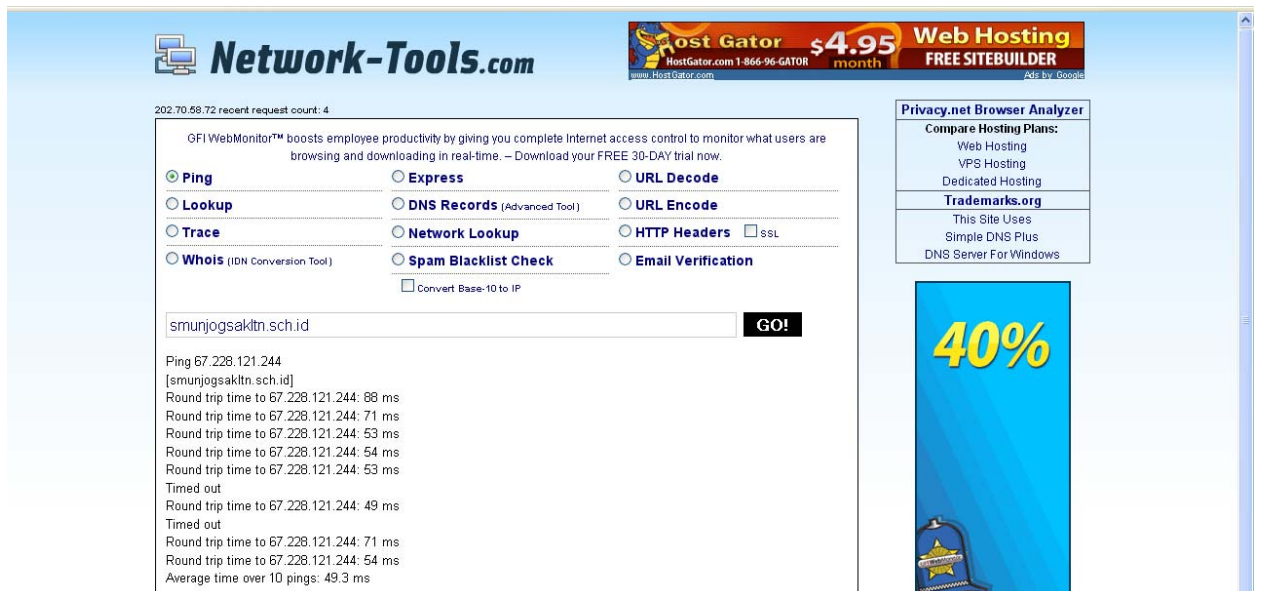 Network-Tools.com
Host Gator
HostGator.com 1-866-96-GATOR
$4.95
month
Web Hosting
FREE SITEBUILDER
www.HostGator.com
Ads by Google
202.70.58.72 recent request count: 4
GFI WebMonitor™ boosts employee productivity by giving you complete Internet access control to monitor what users are
browsing and downloading in real-time. – Download your FREE 30-DAY trial now.
Ping
Express
URL Decode
Lookup
DNS Records (Advanced Tool)
URL Encode
Trace
Network Lookup
HTTP Headers SSL
Whois (IDN Conversion Tool)
Spam Blacklist Check
Email Verification
Convert Base-10 to IP
smunjogsakltn.sch.id
GO!
Ping 67.228.121.244
[smunjogsakltn.sch.id]
Round trip time to 67.228.121.244: 88 ms
Round trip time to 67.228.121.244: 71 ms
Round trip time to 67.228.121.244: 53 ms
Round trip time to 67.228.121.244: 54 ms
Round trip time to 67.228.121.244: 53 ms
Timed out
Round trip time to 67.228.121.244: 49 ms
Timed out
Round trip time to 67.228.121.244: 71 ms
Round trip time to 67.228.121.244: 54 ms
Average time over 10 pings: 49.3 ms
Privacy.net Browser Analyzer
Compare Hosting Plans:
Web Hosting
VPS Hosting
Dedicated Hosting
Trademarks.org
This Site Uses
Simple DNS Plus
DNS Server For Windows
40%